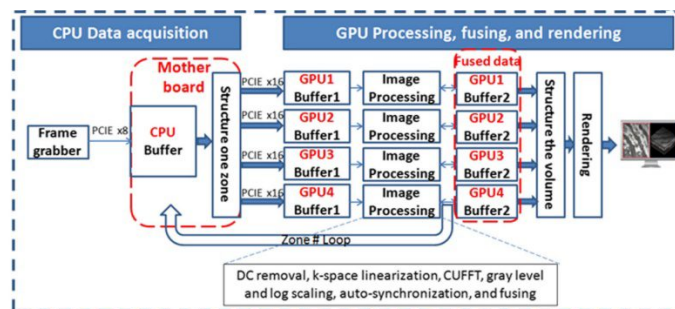 CPU Data acquisition
GPU Processing, fusing, and rendering
Mother
board
Frame
grabber
PCIE x8
CPU
Buffer
Structure one zone
PCIE x16
GPU1
Buffer1
Image
Processing
Fused data
GPU1
Buffer2
PCIE x16
GPU2
Buffer1
Image
Processing
GPU2
Buffer2
PCIE x16
GPU3
Buffer1
Image
Processing
GPU3
Buffer2
PCIE x16
GPU4
Buffer1
Image
Processing
GPU4
Buffer2
Structure the volume
Rendering
Zone # Loop
DC removal, k-space linearization, CUFFT, gray level
and log scaling, auto-synchronization, and fusing